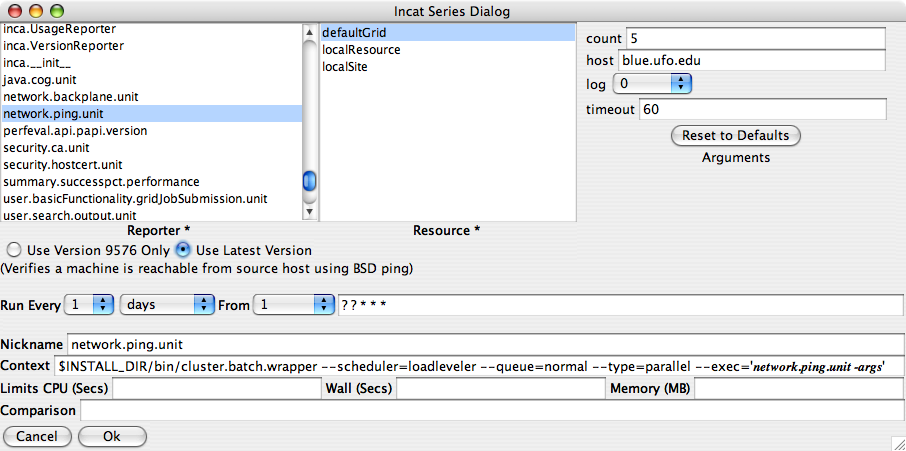 Incat Series Dialog
inca.UsageReporter
inca.VersionReporter
inca.__init__
java.cog.unit
network.backplane.unit
network.ping.unit
perfeval.api.papi.version
security.ca.unit
security.hostcert.unit
summary.successpct.performance
user.basicFunctionality.gridJobSubmission.unit
user.search.output.unit
Reporter *
defaultGrid
localResource
localSite
Resource *
count 5
host blue.ufo.edu
log 0
timeout 60
Reset to Defaults
Arguments
Use Version 9576 Only Use Latest Version
(Verifies a machine is reachable from source host using BSD ping)
Run Every 1 days From 1 ? ? * * *
Nickname network.ping.unit
Context $INSTALL_DIR/bin/cluster.batch.wrapper --scheduler=loadleveler --queue=normal --type=parallel --exec='network.ping.unit -args'
Limits CPU (Secs) Wall (Secs) Memory (MB)
Comparison
Cancel Ok